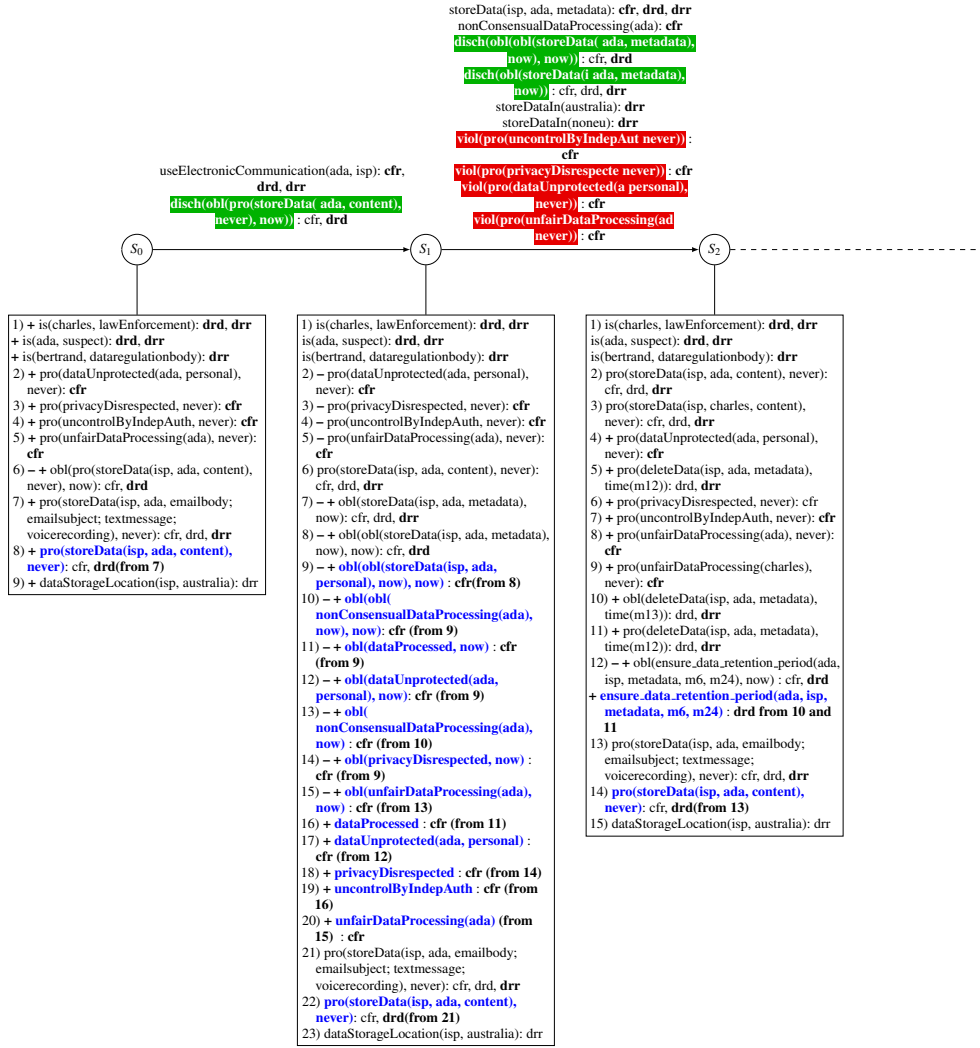 storeData(isp, ada, metadata): cfr, drd, drr
nonConsensualDataProcessing(ada): cfr
disch(obl(obl(storeData( ada, metadata),
now), now)) : cfr, drd
disch(obl(storeData(i ada, metadata),
now)) : cfr, drd, drr
storeDataIn(australia): drr
storeDataIn(noneu): drr
viol(pro(uncontrolByIndepAut never)) :
cfr
viol(pro(privacyDisrespecte never)) : cfr
viol(pro(dataUnprotected(a personal),
never)) : cfr
viol(pro(unfairDataProcessing(ad
never)) : cfr
useElectronicCommunication(ada, isp): cfr,
drd, drr
disch(obl(pro(storeData( ada, content),
never), now)) : cfr, drd
S0
S1
S2
1) + is(charles, lawEnforcement): drd, drr
+ is(ada, suspect): drd, drr
+ is(bertrand, dataregulationbody): drr
2) + pro(dataUnprotected(ada, personal),
never): cfr
3) + pro(privacyDisrespected, never): cfr
4) + pro(uncontrolByIndepAuth, never): cfr
5) + pro(unfairDataProcessing(ada), never):
cfr
6) − + obl(pro(storeData(isp, ada, content),
never), now): cfr, drd
7) + pro(storeData(isp, ada, emailbody;
emailsubject; textmessage;
voicerecording), never): cfr, drd, drr
8) + pro(storeData(isp, ada, content),
never): cfr, drd(from 7)
9) + dataStorageLocation(isp, australia): drr
1) is(charles, lawEnforcement): drd, drr
is(ada, suspect): drd, drr
is(bertrand, dataregulationbody): drr
2) − pro(dataUnprotected(ada, personal),
never): cfr
3) − pro(privacyDisrespected, never): cfr
4) − pro(uncontrolByIndepAuth, never): cfr
5) − pro(unfairDataProcessing(ada), never):
cfr
6) pro(storeData(isp, ada, content), never):
cfr, drd, drr
7) − + obl(storeData(isp, ada, metadata),
now): cfr, drd, drr
8) − + obl(obl(storeData(isp, ada, metadata),
now), now): cfr, drd
9) − + obl(obl(storeData(isp, ada,
personal), now), now) : cfr(from 8)
10) − + obl(obl(
nonConsensualDataProcessing(ada),
now), now): cfr (from 9)
11) − + obl(dataProcessed, now) : cfr
(from 9)
12) − + obl(dataUnprotected(ada,
personal), now): cfr (from 9)
13) − + obl(
nonConsensualDataProcessing(ada),
now) : cfr (from 10)
14) − + obl(privacyDisrespected, now) :
cfr (from 9)
15) − + obl(unfairDataProcessing(ada),
now) : cfr (from 13)
16) + dataProcessed : cfr (from 11)
17) + dataUnprotected(ada, personal) :
cfr (from 12)
18) + privacyDisrespected : cfr (from 14)
19) + uncontrolByIndepAuth : cfr (from
16)
20) + unfairDataProcessing(ada) (from
15) : cfr
21) pro(storeData(isp, ada, emailbody;
emailsubject; textmessage;
voicerecording), never): cfr, drd, drr
22) pro(storeData(isp, ada, content),
never): cfr, drd(from 21)
23) dataStorageLocation(isp, australia): drr
1) is(charles, lawEnforcement): drd, drr
is(ada, suspect): drd, drr
is(bertrand, dataregulationbody): drr
2) pro(storeData(isp, ada, content), never):
cfr, drd, drr
3) pro(storeData(isp, charles, content),
never): cfr, drd, drr
4) + pro(dataUnprotected(ada, personal),
never): cfr
5) + pro(deleteData(isp, ada, metadata),
time(m12)): drd, drr
6) + pro(privacyDisrespected, never): cfr
7) + pro(uncontrolByIndepAuth, never): cfr
8) + pro(unfairDataProcessing(ada), never):
cfr
9) + pro(unfairDataProcessing(charles),
never): cfr
10) + obl(deleteData(isp, ada, metadata),
time(m13)): drd, drr
11) + pro(deleteData(isp, ada, metadata),
time(m12)): drd, drr
12) − + obl(ensure_data_retention_period(ada,
isp, metadata, m6, m24), now) : cfr, drd
+ ensure_data_retention_period(ada, isp,
metadata, m6, m24) : drd from 10 and
11
13) pro(storeData(isp, ada, emailbody;
emailsubject; textmessage;
voicerecording), never): cfr, drd, drr
14) pro(storeData(isp, ada, content),
never): cfr, drd(from 13)
15) dataStorageLocation(isp, australia): drr